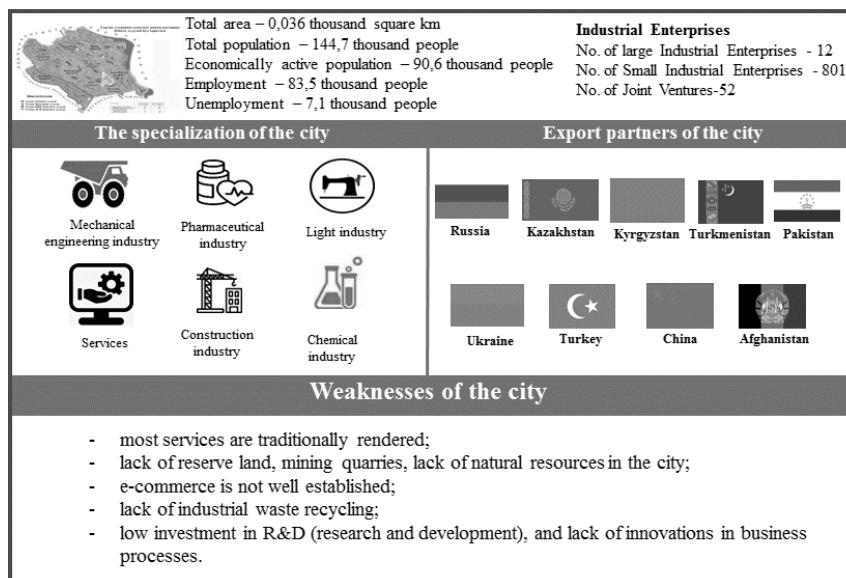 Total area – 0,036 thousand square km
Total population – 144,7 thousand people
Economically active population – 90,6 thousand people
Employment – 83,5 thousand people
Unemployment – 7,1 thousand people
Industrial Enterprises
No. of large Industrial Enterprises - 12
No. of Small Industrial Enterprises - 801
No. of Joint Ventures-52
The specialization of the city
Mechanical
engineering industry
Pharmaceutical
industry
Light industry
Services
Construction
industry
Chemical
industry
Export partners of the city
Russia
Kazakhstan
Kyrgyzstan
Turkmenistan
Pakistan
Ukraine
Turkey
China
Afghanistan
Weaknesses of the city
- most services are traditionally rendered;
- lack of reserve land, mining quarries, lack of natural resources in the city;
- e-commerce is not well established;
- lack of industrial waste recycling;
- low investment in R&D (research and development), and lack of innovations in business
processes.